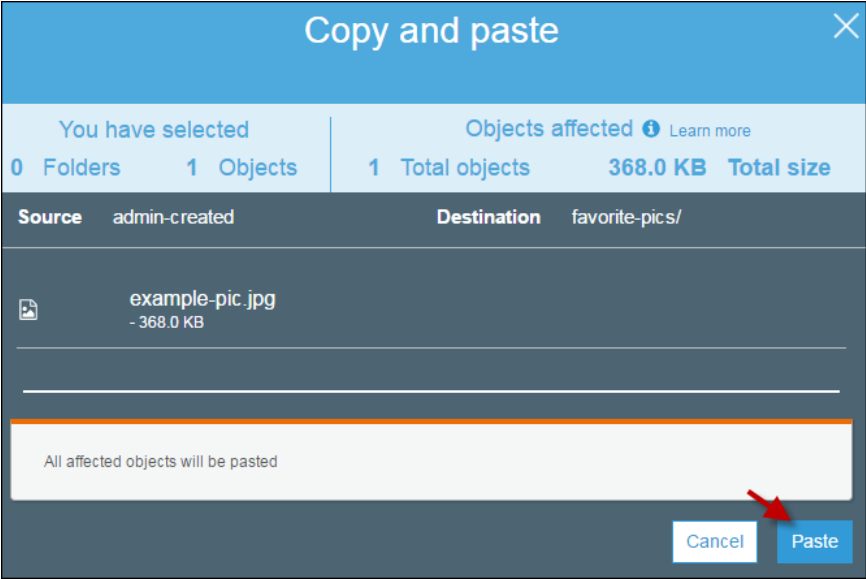 Copy and paste
You have selected
Objects affected Learn more
0 Folders 1 Objects
1 Total objects 368.0 KB Total size
Source admin-created Destination favorite-pics/
example-pic.jpg
- 368.0 KB
All affected objects will be pasted
Cancel Paste